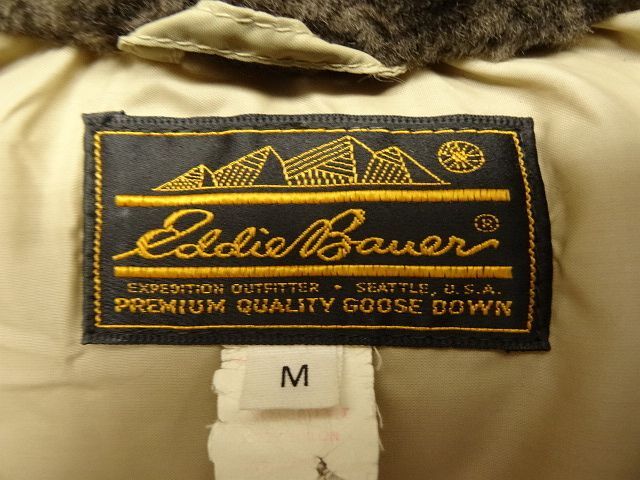 Eddie Bauer®
EXPEDITION OUTFITTER · SEATTLE, U.S.A.
PREMIUM QUALITY GOOSE DOWN
M